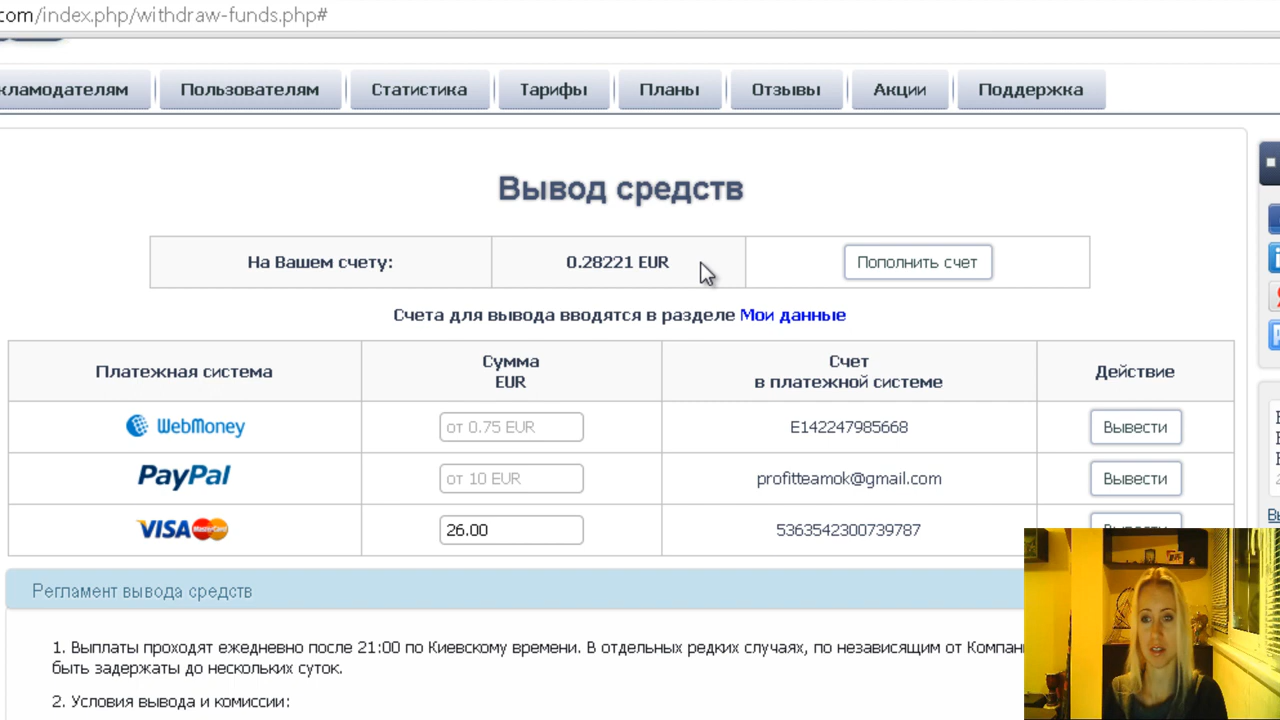 com/index.php/withdraw-funds.php#
кламодателям Пользователям Статистика Тарифы Планы Отзывы Акции Поддержка
Вывод средств
На Вашем счету: 0.28221 EUR Пополнить счет
Счета для вывода вводятся в разделе Мои данные
Платежная система Сумма EUR Счет в платежной системе Действие
WebMoney от 0.75 EUR E142247985668 Вывести
PayPal от 10 EUR profitteamok@gmail.com Вывести
VISA MasterCard 26.00 5363542300739787 Вывести
Регламент вывода средств
1. Выплаты проходят ежедневно после 21:00 по Киевскому времени. В отдельных редких случаях, по независящим от Компан
быть задержаты до нескольких суток.
2. Условия вывода и комиссии: